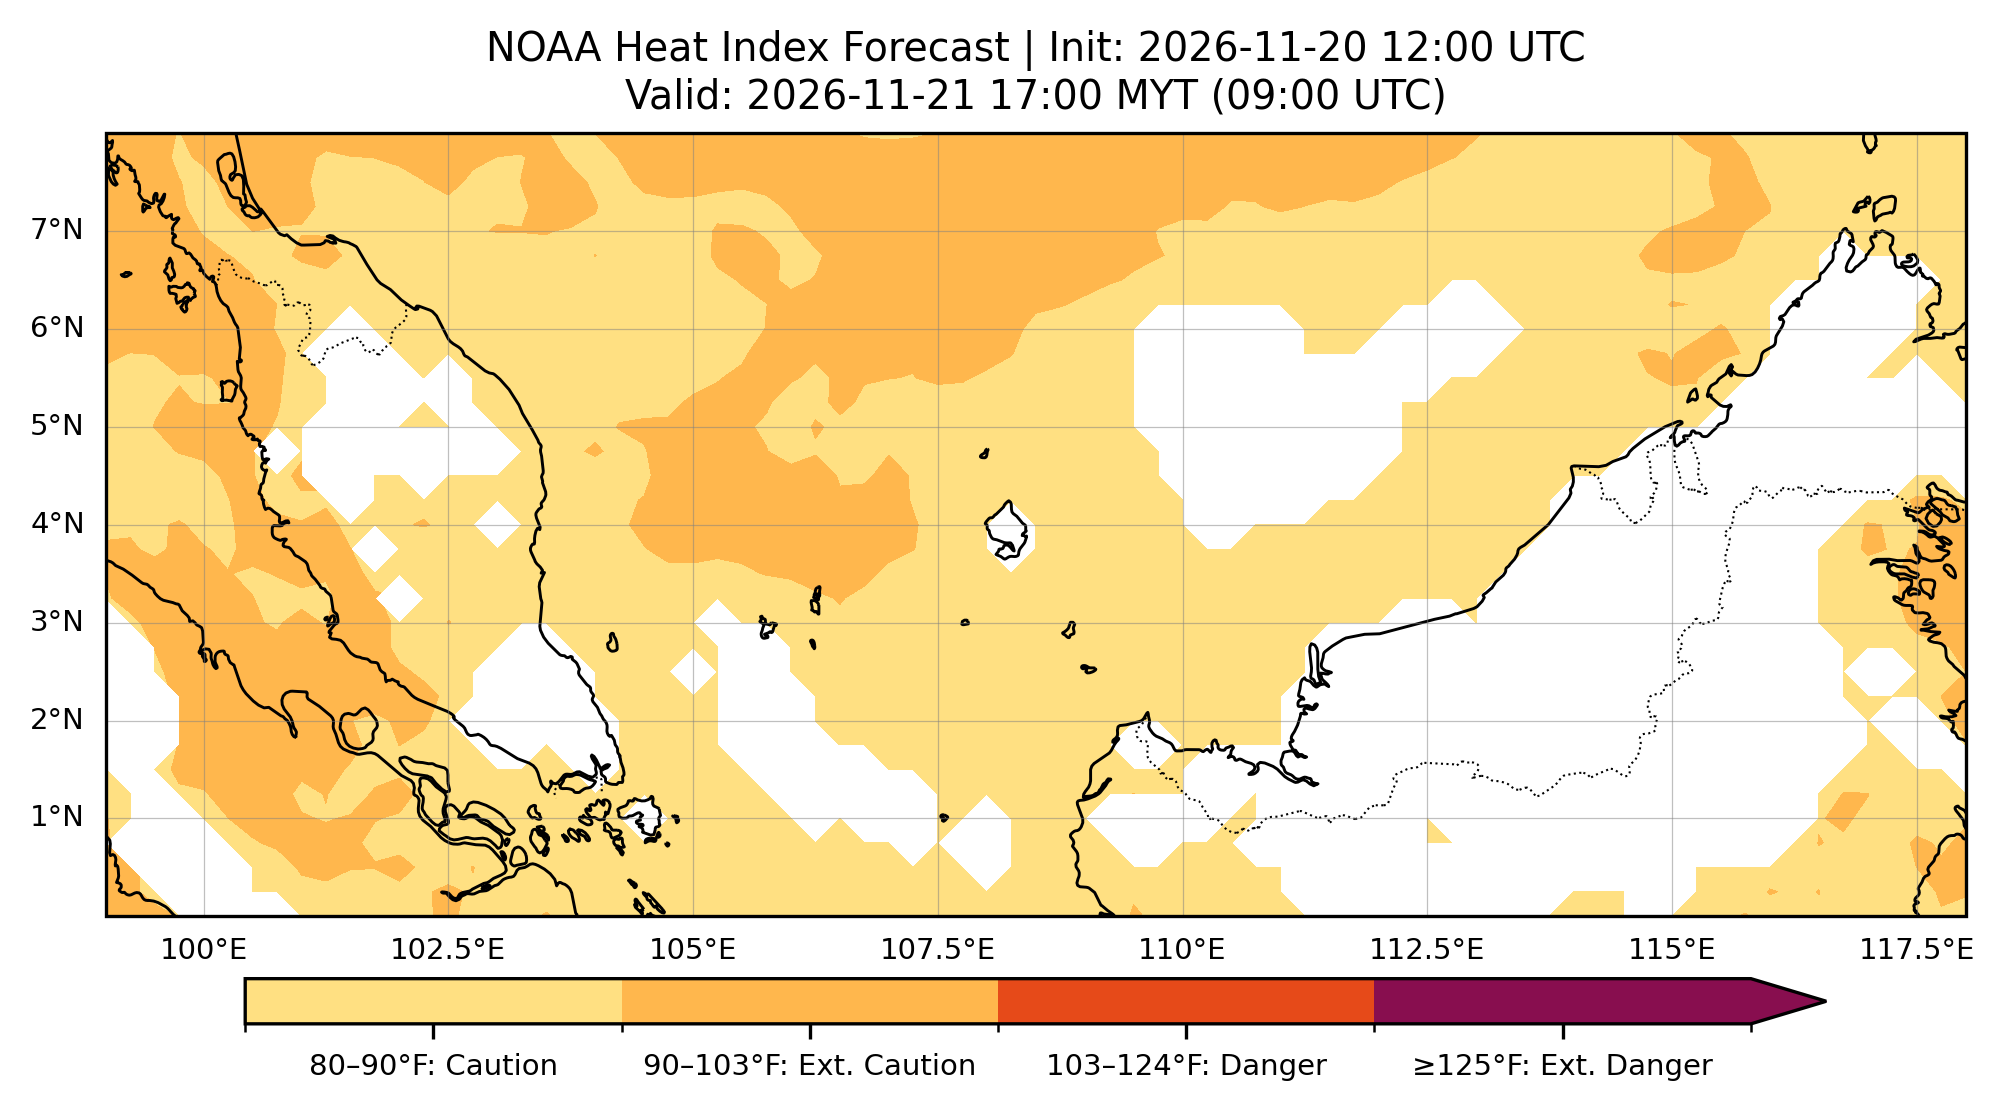 NOAA Heat Index Forecast | Init: 2026-11-20 12:00 UTC
Valid: 2026-11-21 17:00 MYT (09:00 UTC)
7°N
6°N
5°N
4°N
3°N
2°N
1°N
100°E 102.5°E 105°E 107.5°E 110°E 112.5°E 115°E 117.5°E
80–90°F: Caution 90–103°F: Ext. Caution 103–124°F: Danger ≥125°F: Ext. Danger